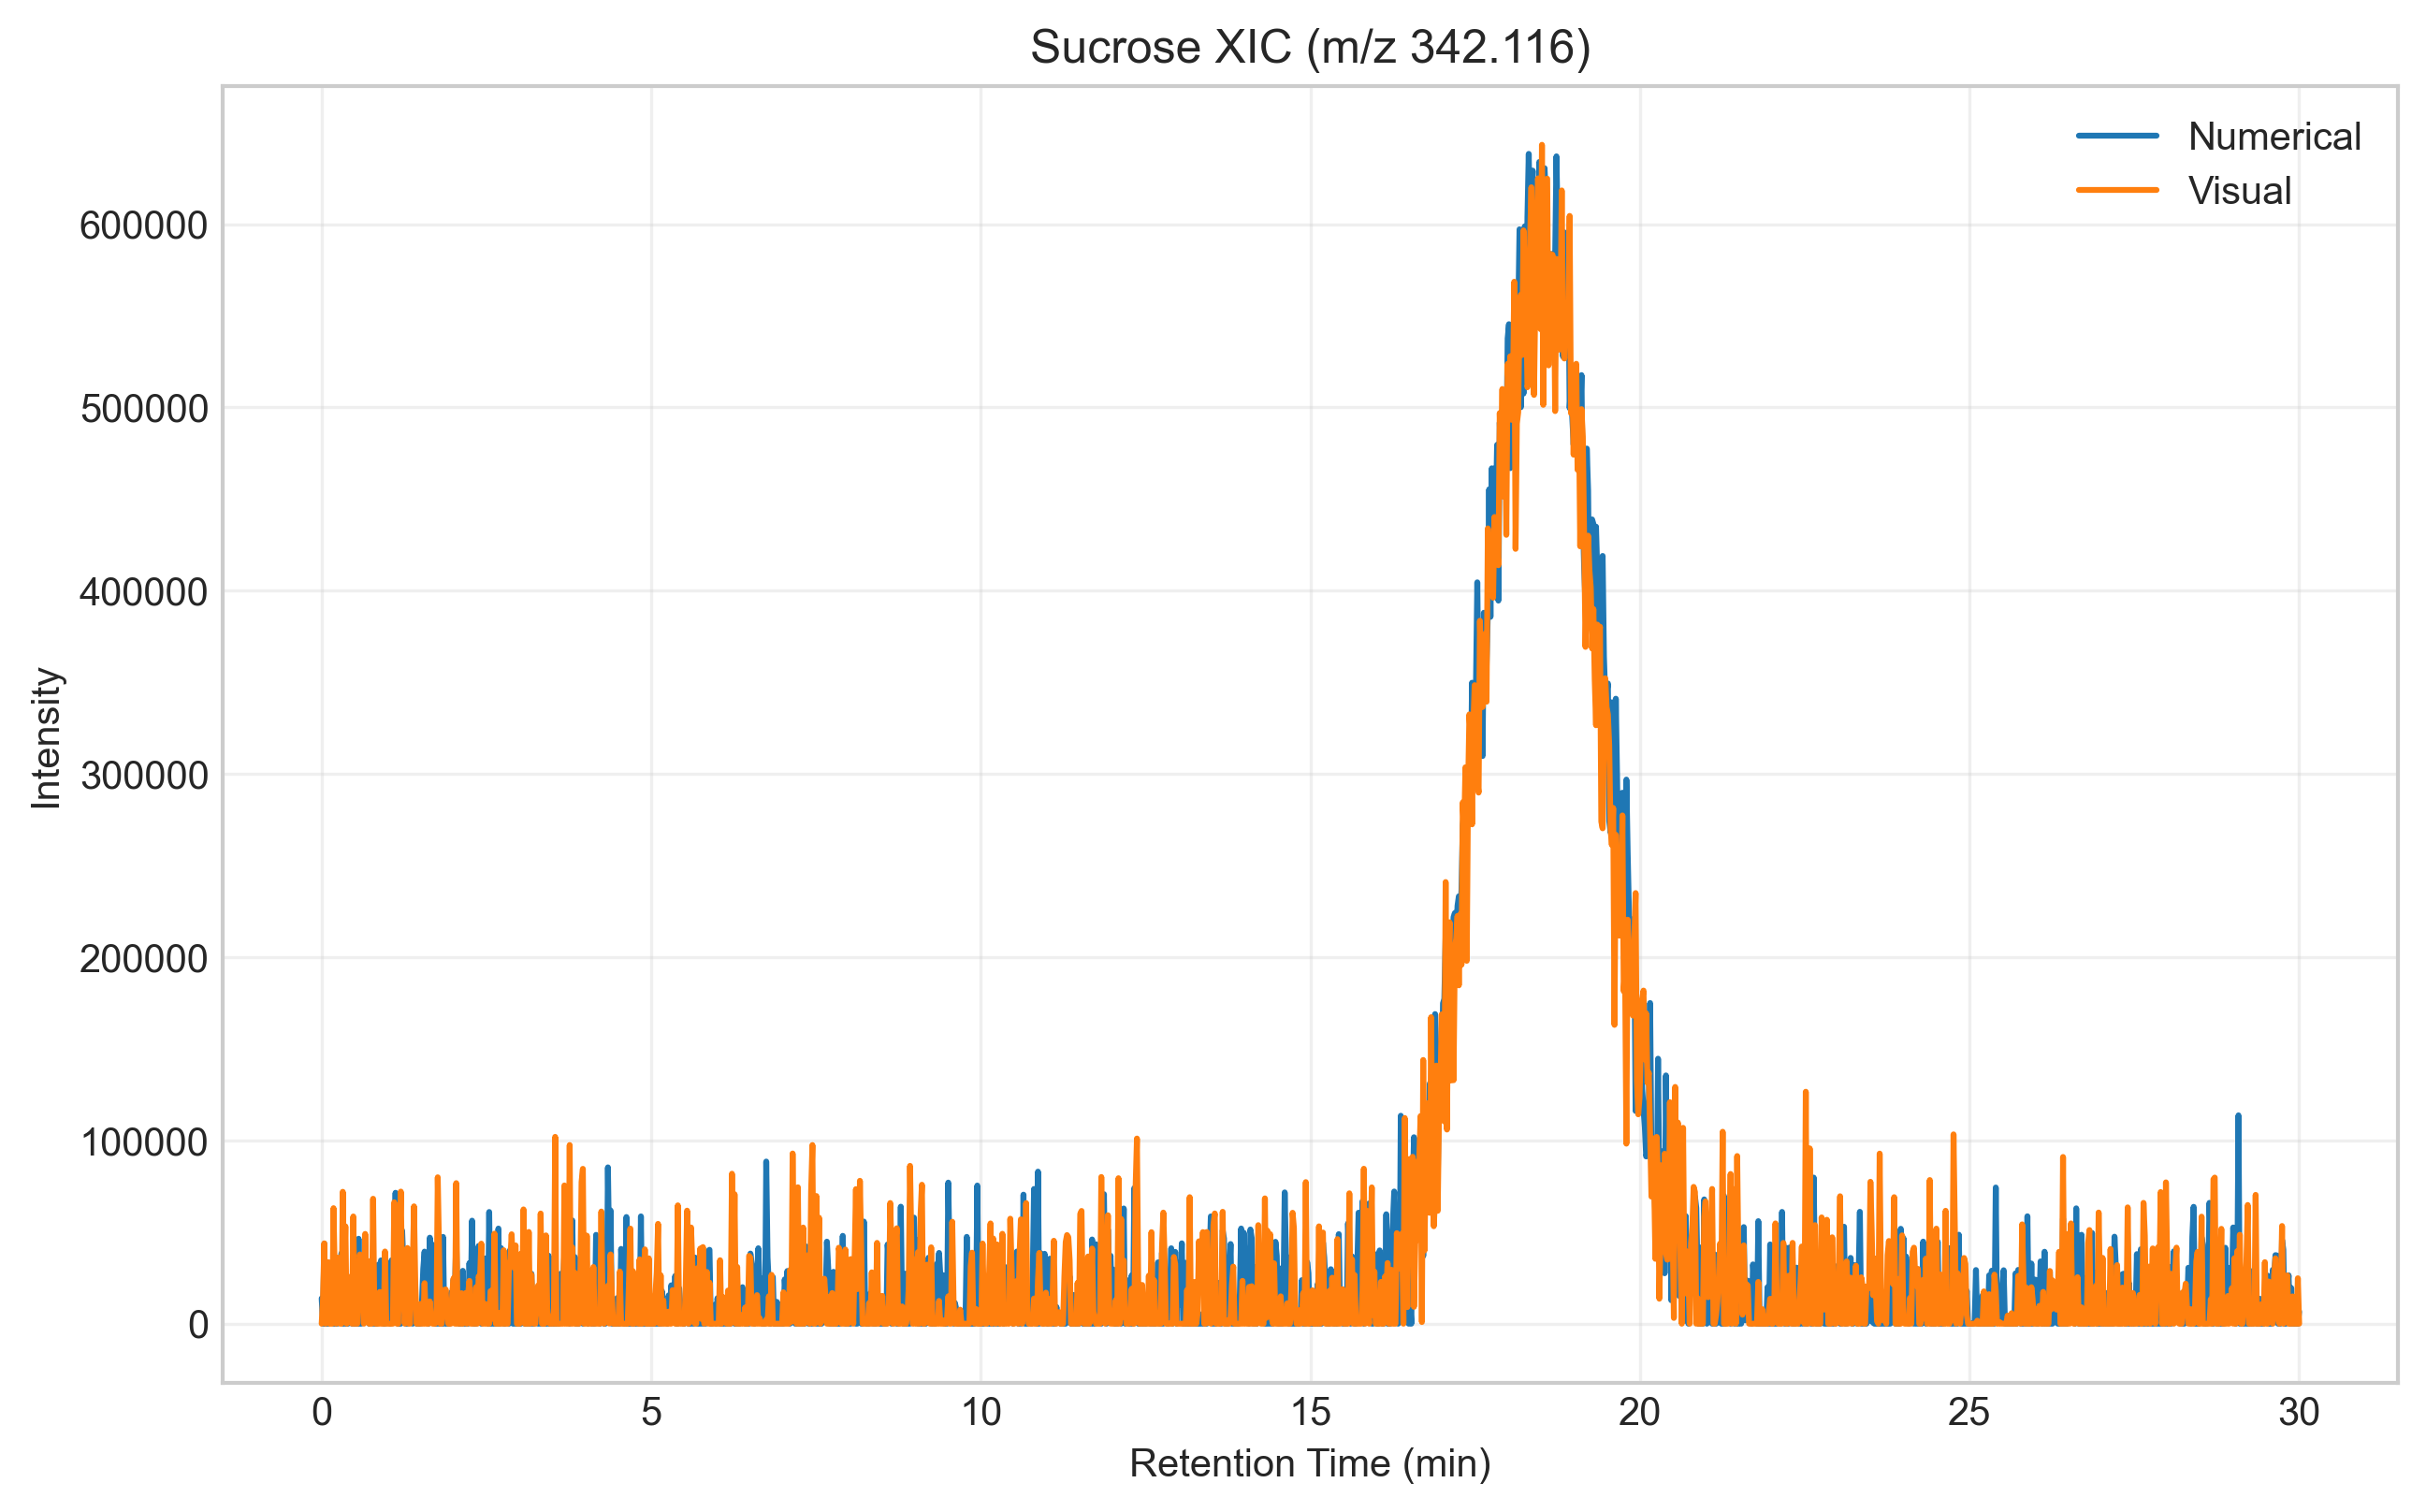 Sucrose XIC (m/z 342.116)
Numerical
Visual
600000
500000
400000
300000
200000
100000
0
Intensity
0 5 10 15 20 25 30
Retention Time (min)